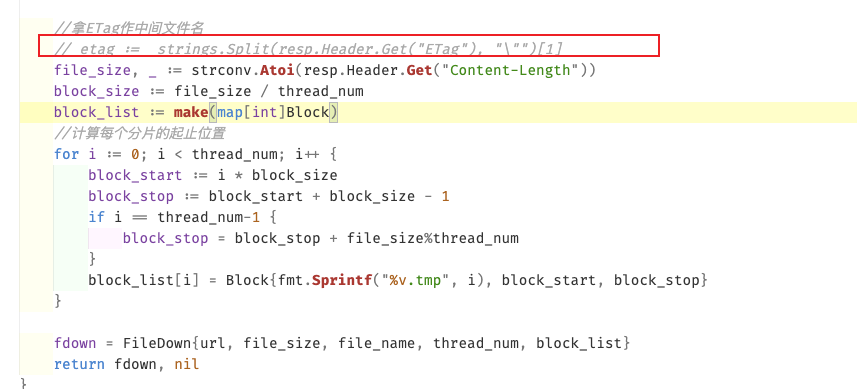 //拿ETag作中间文件名
// etag := strings.Split(resp.Header.Get("ETag"), "\"")[1]
file_size, _ := strconv.Atoi(resp.Header.Get("Content-Length"))
block_size := file_size / thread_num
block_list := make(map[int]Block)
//计算每个分片的起止位置
for i := 0; i < thread_num; i++ {
block_start := i * block_size
block_stop := block_start + block_size - 1
if i == thread_num-1 {
block_stop = block_stop + file_size%thread_num
}
block_list[i] = Block{fmt.Sprintf("%v.tmp", i), block_start, block_stop}
}
fdown = FileDown{url, file_size, file_name, thread_num, block_list}
return fdown, nil
}